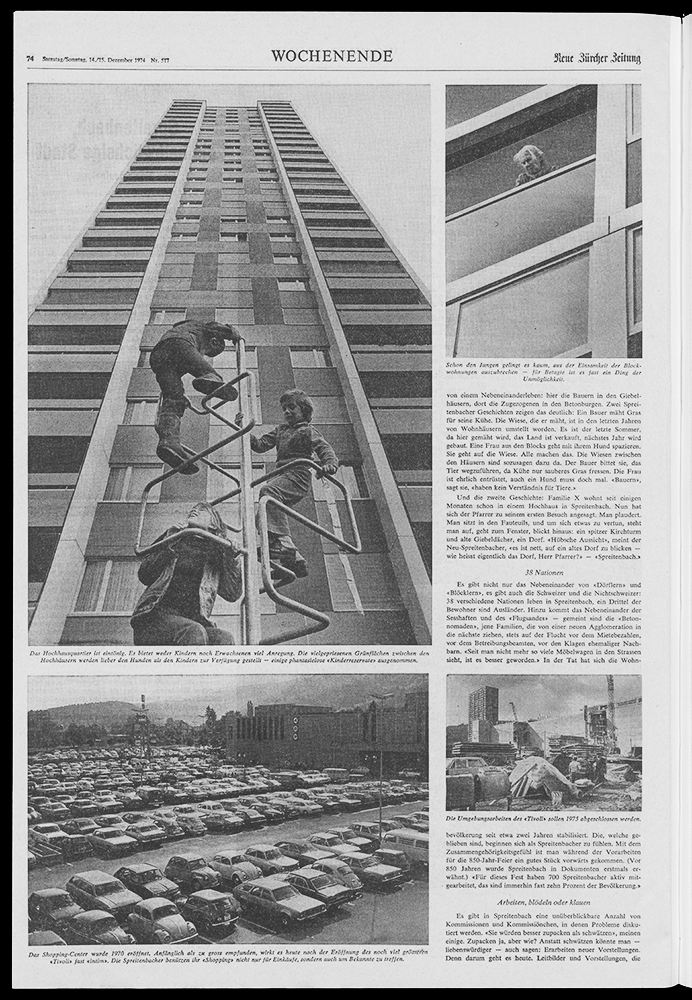 74 Samstag/Sonntag, 14./15. Dezember 1974 Nr. 537
WOCHENENDE
Neue Zürcher Zeitung
Das Hochhausquartier ist eintönig. Es bietet weder Kindern noch Erwachsenen viel Anregung. Die vielgepriesenen Grünflächen zwischen den
Hochhäusern werden lieber den Hunden als den Kindern zur Verfügung gestellt — einige phantasielose «Kinderreservate» ausgenommen.
Das Shopping-Center wurde 1970 eröffnet. Anfänglich als zu gross empfunden, wirkt es heute nach der Eröffnung des noch viel grösseren
«Tivoli» fast «intim». Die Spreitenbacher benützen ihr «Shopping» nicht nur für Einkäufe, sondern auch um Bekannte zu treffen.
Schon den Jungen gelingt es kaum, aus der Einsamkeit der Block-
wohnungen auszubrechen — für Betagte ist es fast ein Ding der
Unmöglichkeit.
von einem Nebeneinanderleben: hier die Bauern in den Giebel-
häusern, dort die Zugezogenen in den Betonburgen. Zwei Sprei-
tenbacher Geschichten zeigen das deutlich: Ein Bauer mäht Gras
für seine Kühe. Die Wiese, die er mäht, ist in den letzten Jahren
von Wohnhäusern umstellt worden. Es ist der letzte Sommer,
da hier gemäht wird, das Land ist verkauft, nächstes Jahr wird
gebaut. Eine Frau aus den Blocks geht mit ihrem Hund spazieren.
Sie geht auf die Wiese. Alle machen das. Die Wiesen zwischen
den Häusern sind sozusagen dazu da. Der Bauer bittet sie, das
Tier wegzuführen, da Kühe nur sauberes Gras fressen. Die Frau
ist ehrlich entrüstet, auch ein Hund muss doch mal. «Bauern»,
sagt sie, «haben kein Verständnis für Tiere.»
Und die zweite Geschichte: Familie X wohnt seit einigen
Monaten schon in einem Hochhaus in Spreitenbach. Nun hat
sich der Pfarrer zu seinem ersten Besuch angesagt. Man plaudert.
Man sitzt in den Fauteuils, und um sich etwas zu vertun, steht
man auf, geht zum Fenster, blickt hinaus: ein spitzer Kirchturm
und alte Giebeldächer, ein Dorf. «Hübsche Aussicht», meint der
Neu-Spreitenbacher, «es ist nett, auf ein altes Dorf zu blicken —
wie heisst eigentlich das Dorf, Herr Pfarrer?» — «Spreitenbach.»
38 Nationen
Es gibt nicht nur das Nebeneinander von «Dörflern» und
«Blöcklern», es gibt auch die Schweizer und die Nichtschweizer:
38 verschiedene Nationen leben in Spreitenbach, ein Drittel der
Bewohner sind Ausländer. Hinzu kommt das Nebeneinander der
Sesshaften und des «Flugsandes» — gemeint sind die «Beton-
nomaden», jene Familien, die von einer neuen Agglomeration in
die nächste ziehen, stets auf der Flucht vor dem Mietebezahlen,
vor dem Betreibungsbeamten, vor den Klagen ehemaliger Nach-
barn. «Seit man nicht mehr so viele Möbelwagen in den Strassen
sieht, ist es besser geworden.» In der Tat hat sich die Wohn-
Die Umgebungsarbeiten des «Tivoli» sollen 1975 abgeschlossen werden.
bevölkerung seit etwa zwei Jahren stabilisiert. Die, welche ge-
blieben sind, beginnen sich als Spreitenbacher zu fühlen. Mit dem
Zusammengehörigkeitsgefühl ist man während der Vorarbeiten
für die 850-Jahr-Feier ein gutes Stück vorwärts gekommen. (Vor
850 Jahren wurde Spreitenbach in Dokumenten erstmals er-
wähnt.) «Für dieses Fest haben 700 Spreitenbacher aktiv mit-
gearbeitet, das sind immerhin fast zehn Prozent der Bevölkerung.»
Arbeiten, blödeln oder klauen
Es gibt in Spreitenbach eine unüberblickbare Anzahl von
Kommissionen und Kommissiönchen, in denen Probleme disku-
tiert werden. «Sie würden besser zupacken als schwätzen», meinen
einige. Zupacken ja, aber wie? Anstatt schwätzen könnte man —
liebenswürdiger — auch sagen: Erarbeiten neuer Vorstellungen.
Denn darum geht es heute. Leitbilder und Vorstellungen, die